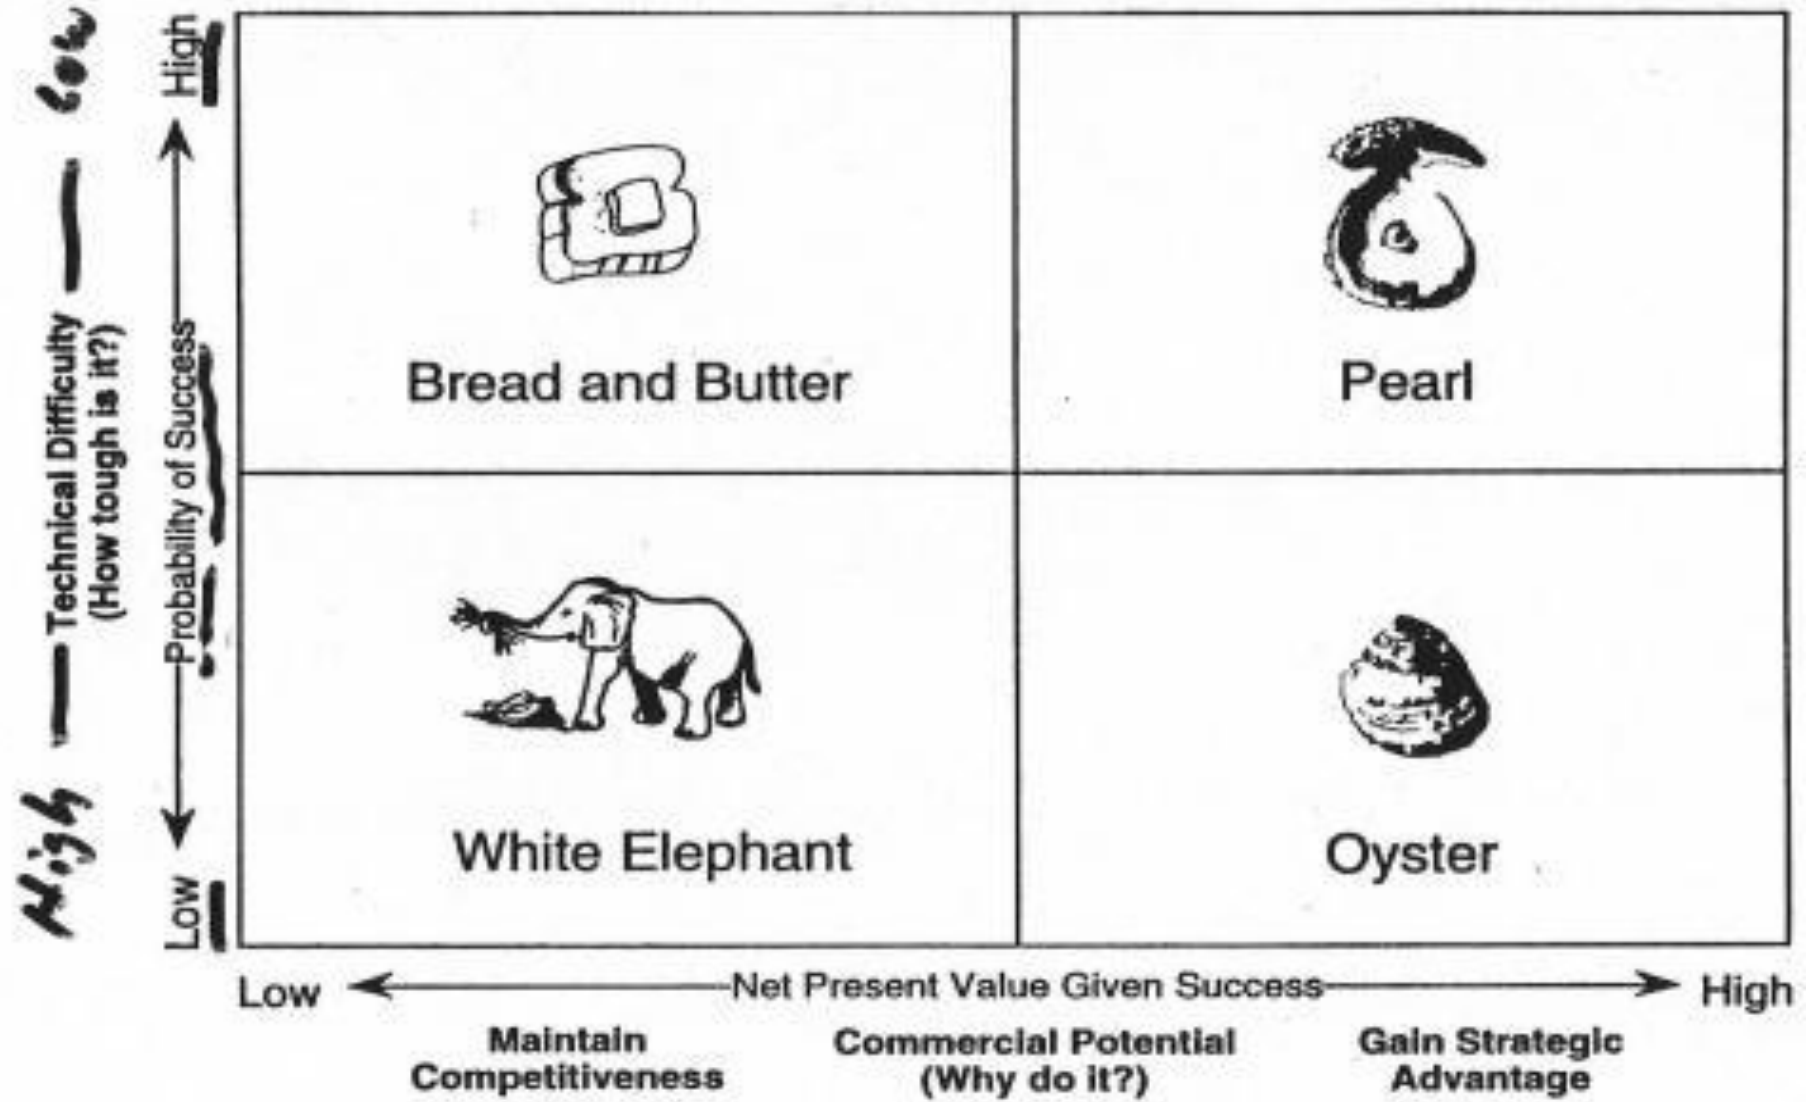 Low
High
Technical Difficulty
(How tough is it?)
High
Probability of Success
Low
High
Bread and Butter
Pearl
White Elephant
Oyster
Low
Net Present Value Given Success
High
Maintain
Competitiveness
Commercial Potential
(Why do it?)
Gain Strategic
Advantage